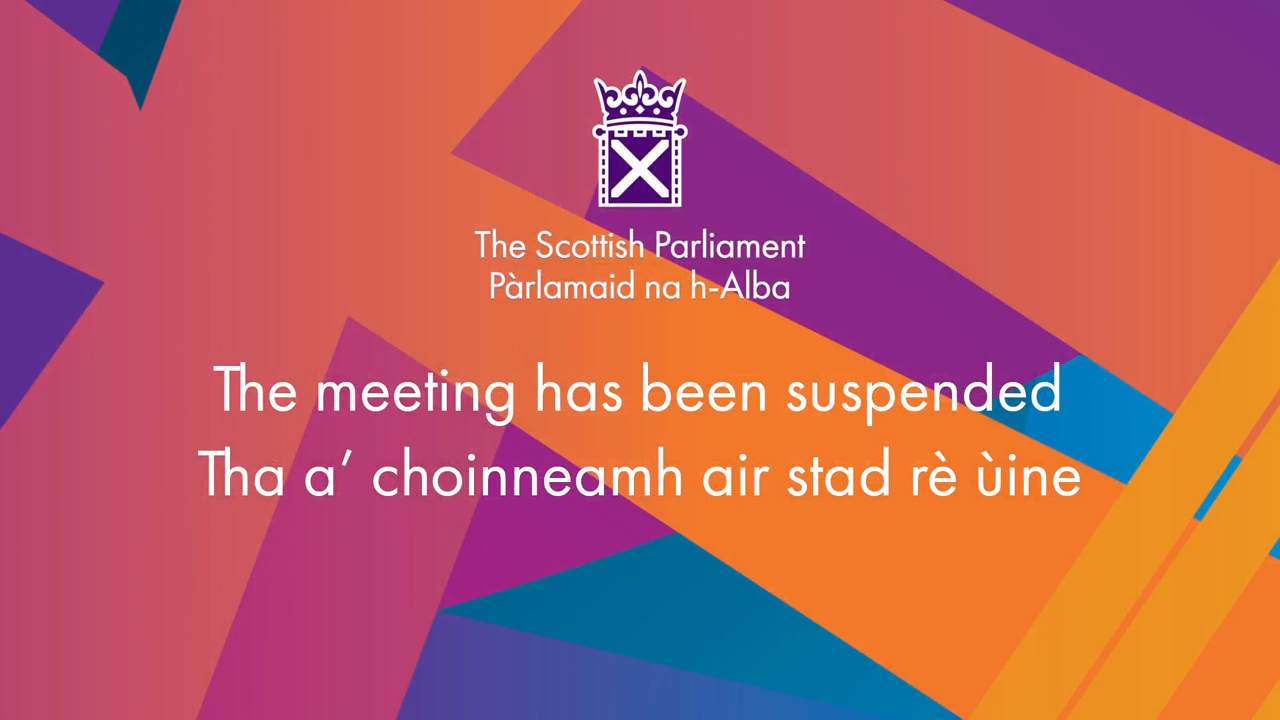 The Scottish Parliament
Pàrlamaid na h-Alba
The meeting has been suspended
Tha a’ choinneamh air stad rè ùine